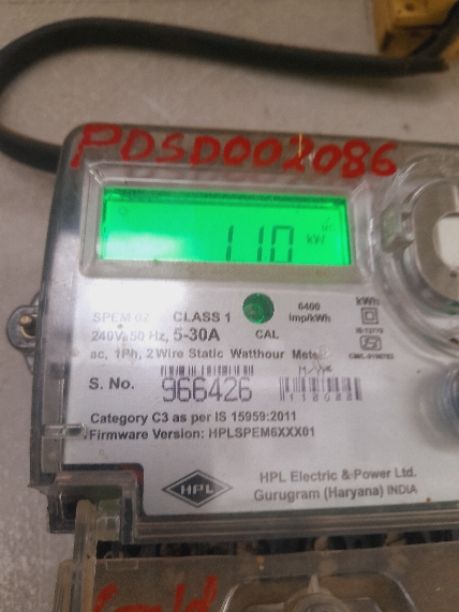 PDSD002086
1.10 kW
SPEM 02 CLASS 1 6400
imp/kWh
kWh
240V, 50 Hz, 5-30A CAL
ac, 1Ph, 2 Wire Static Watthour Meter
S. No. 966426
Category C3 as per IS 15959:2011
Firmware Version: HPLSPEM6XXX01
HPL
HPL Electric & Power Ltd.
Gurugram (Haryana) INDIA